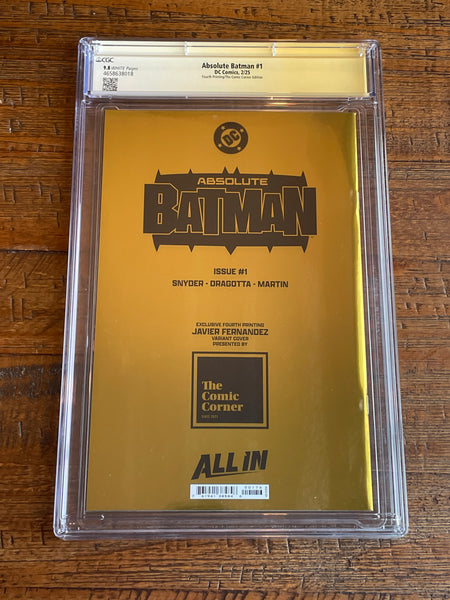 CGC
9.8 WHITE Pages
4658638018
Absolute Batman #1
DC Comics, 2/25
Fourth Printing/The Comic Corner Edition
DC
ABSOLUTE
BATMAN
ISSUE #1
SNYDER - DRAGOTTA - MARTIN
EXCLUSIVE FOURTH PRINTING
JAVIER FERNANDEZ
VARIANT COVER
PRESENTED BY
The
Comic
Corner
SINCE 2021
ALL IN